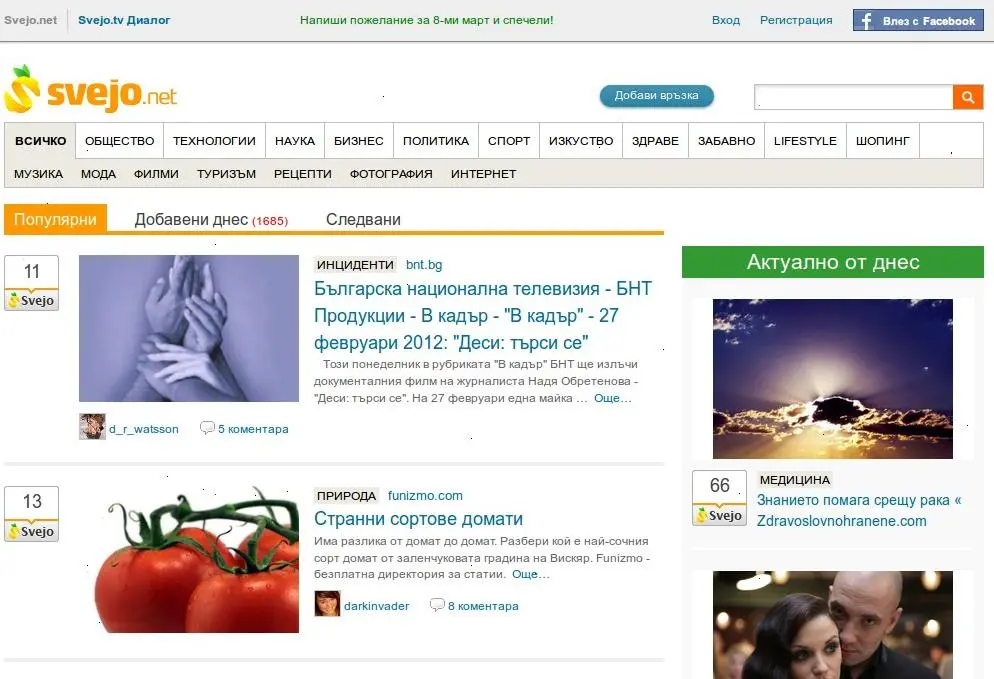 Svejo.net Svejo.tv Диалог Напиши пожелание за 8-ми март и спечели! Вход Регистрация Влез с Facebook
svejo.net Добави връзка
ВСИЧКО ОБЩЕСТВО ТЕХНОЛОГИИ НАУКА БИЗНЕС ПОЛИТИКА СПОРТ ИЗКУСТВО ЗДРАВЕ ЗАБАВНО LIFESTYLE ШОПИНГ
МУЗИКА МОДА ФИЛМИ ТУРИЗЪМ РЕЦЕПТИ ФОТОГРАФИЯ ИНТЕРНЕТ
Популярни Добавени днес (1685) Следвани
11
Svejo
ИНЦИДЕНТИ bnt.bg
Българска национална телевизия - БНТ
Продукции - В кадър - "В кадър" - 27
февруари 2012: "Деси: търси се"
Този понеделник в рубриката "В кадър" БНТ ще излъчи
документалния филм на журналиста Надя Обретенова -
"Деси: търси се". На 27 февруари една майка … Още…
d_r_watsson 5 коментара
13
Svejo
ПРИРОДА funizmo.com
Странни сортове домати
Има разлика от домат до домат. Разбери кой е най-сочния
сорт домат от заленчуковата градина на Вискяр. Funizmo -
безплатна директория за статии. Още…
darkinvader 8 коментара
Актуално от днес
66
Svejo
МЕДИЦИНА
Знанието помага срещу рака «
Zdravoslovnohranene.com